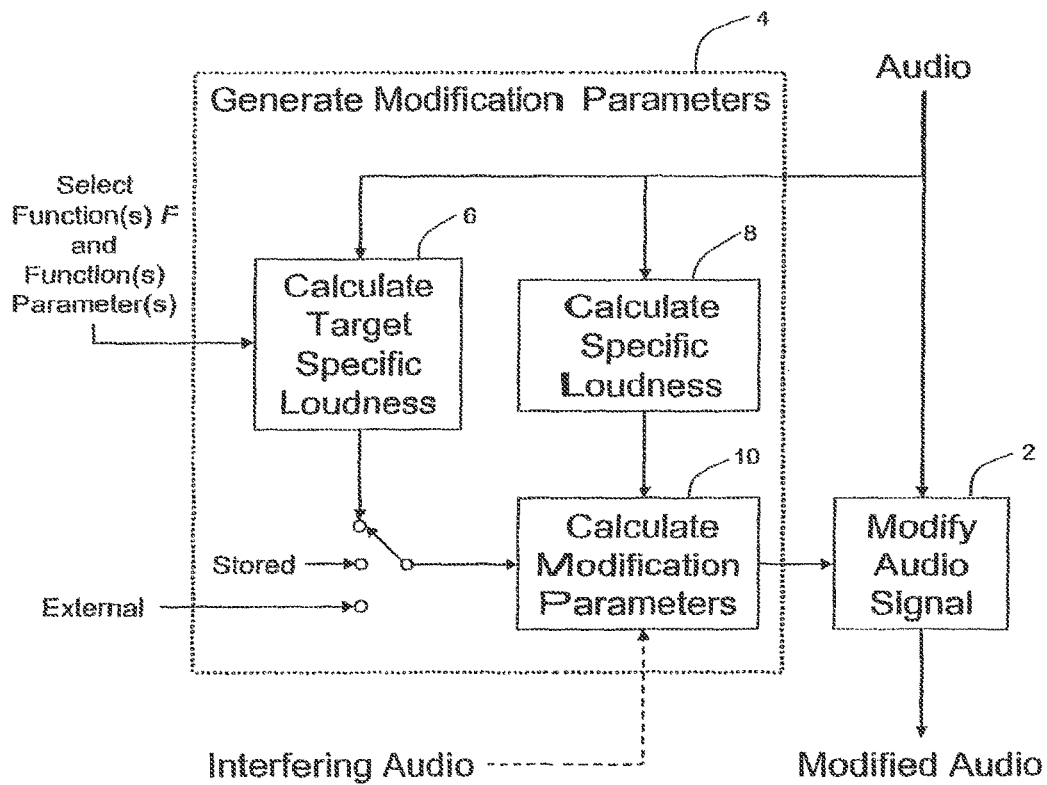 4
Audio
Generate Modification Parameters
Select
Function(s) F
and
Function(s)
Parameter(s)
6
Calculate
Target
Specific
Loudness
8
Calculate
Specific
Loudness
10
Calculate
Modification
Parameters
2
Modify
Audio
Signal
Stored
External
Interfering Audio
Modified Audio